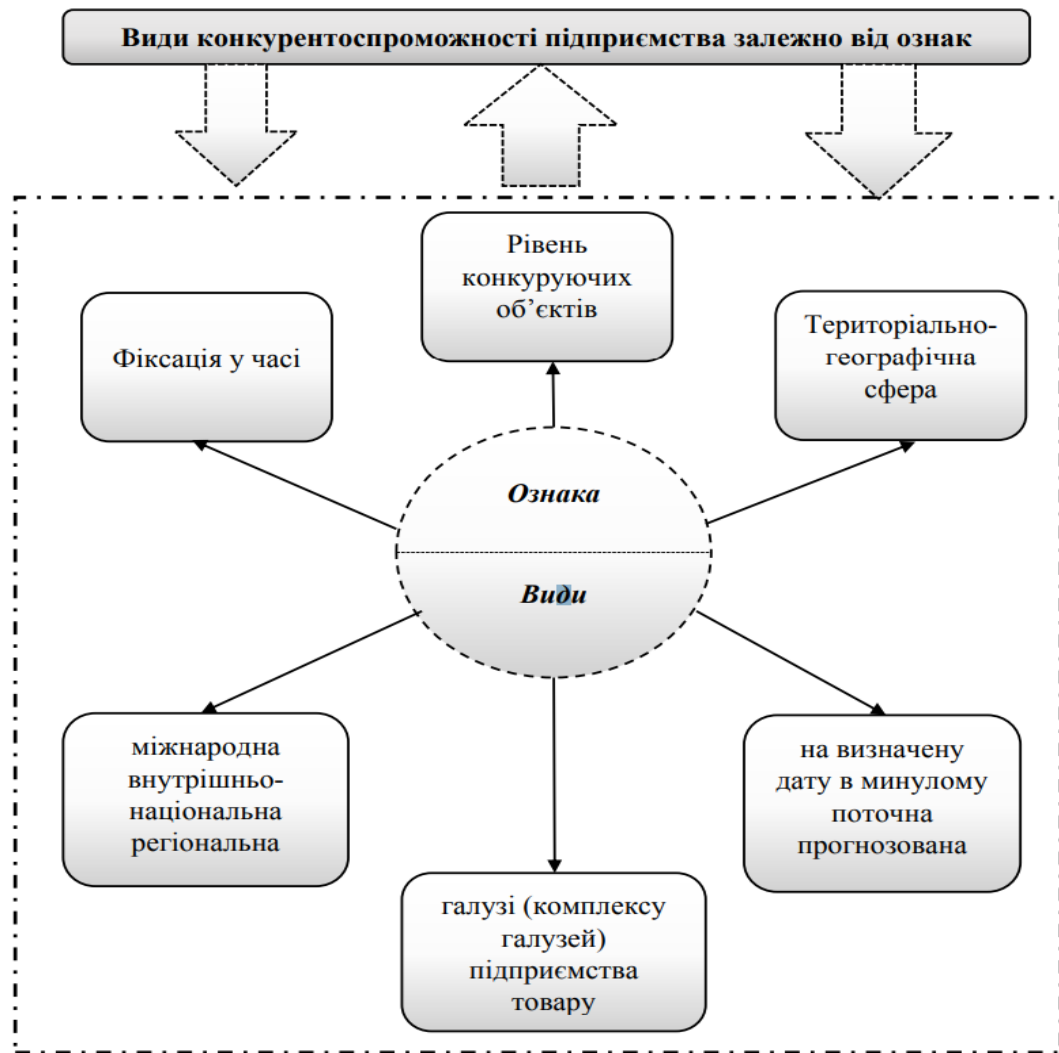 Види конкурентоспроможності підприємства залежно від ознак
Рівень
конкуруючих
об’єктів
Фіксація у часі
Територіально-
географічна
сфера
Ознака
Види
міжнародна
внутрішньо-
національна
регіональна
на визначену
дату в минулому
поточна
прогнозована
галузі (комплексу
галузей)
підприємства
товару